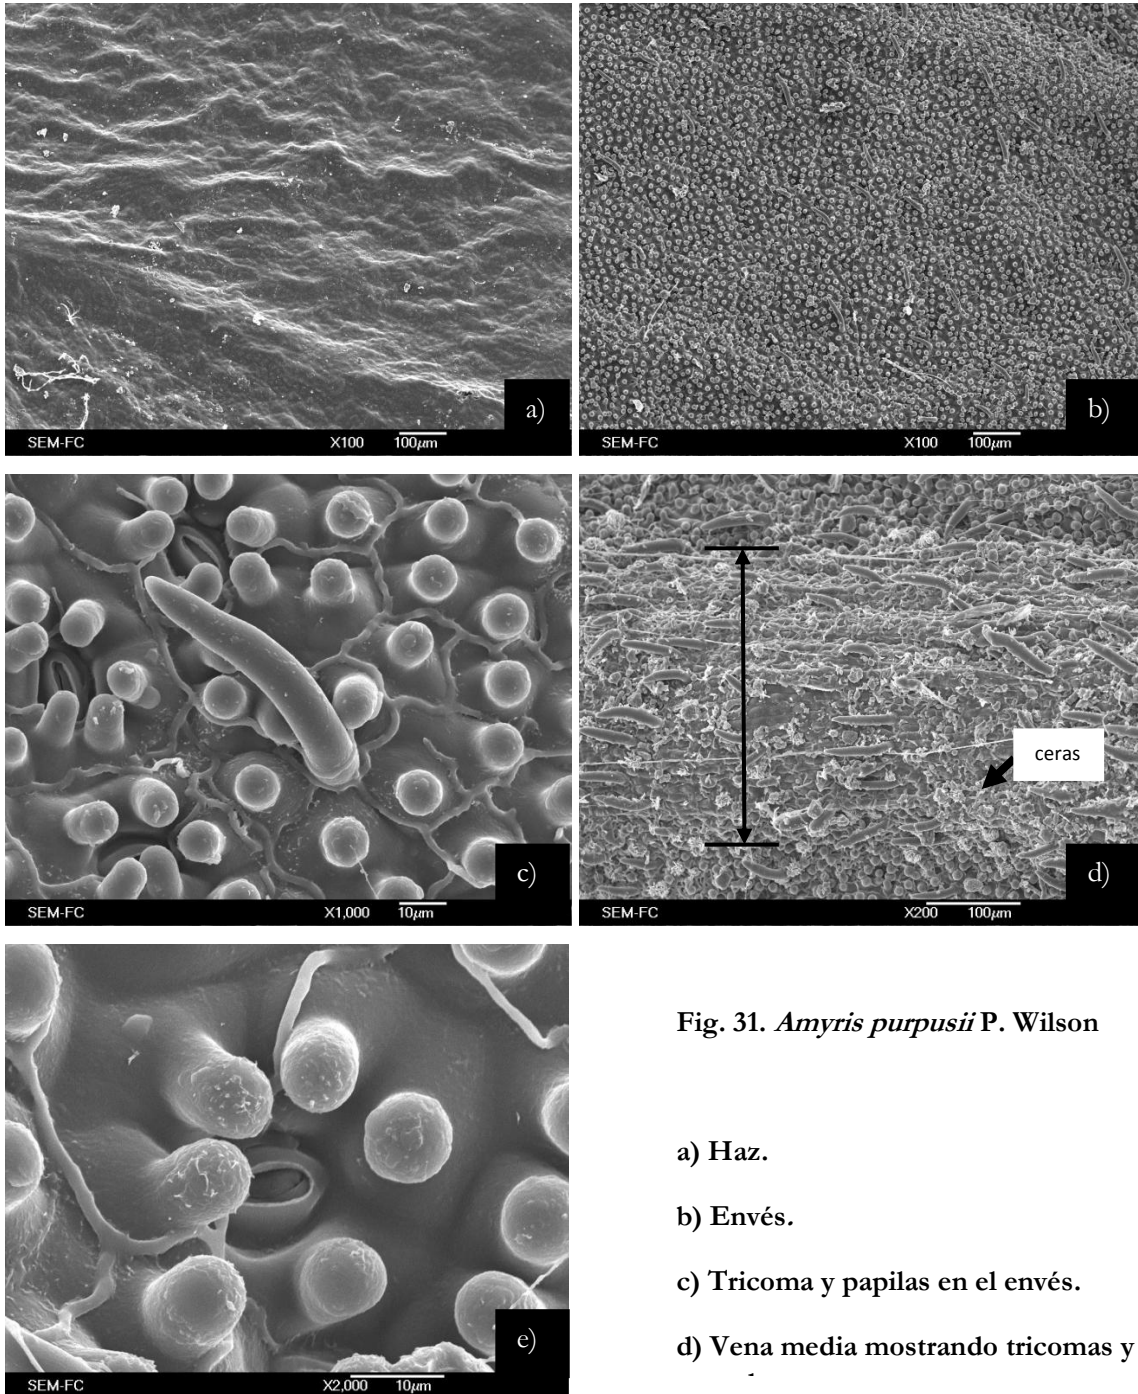 a)
SEM-FC X100 100μm
b)
SEM-FC X100 100μm
c)
SEM-FC X1,000 10μm
ceras
d)
SEM-FC X200 100μm
e)
SEM-FC X2,000 10μm
Fig. 31. Amyris purpusii P. Wilson
a) Haz.
b) Envés.
c) Tricoma y papilas en el envés.
d) Vena media mostrando tricomas y